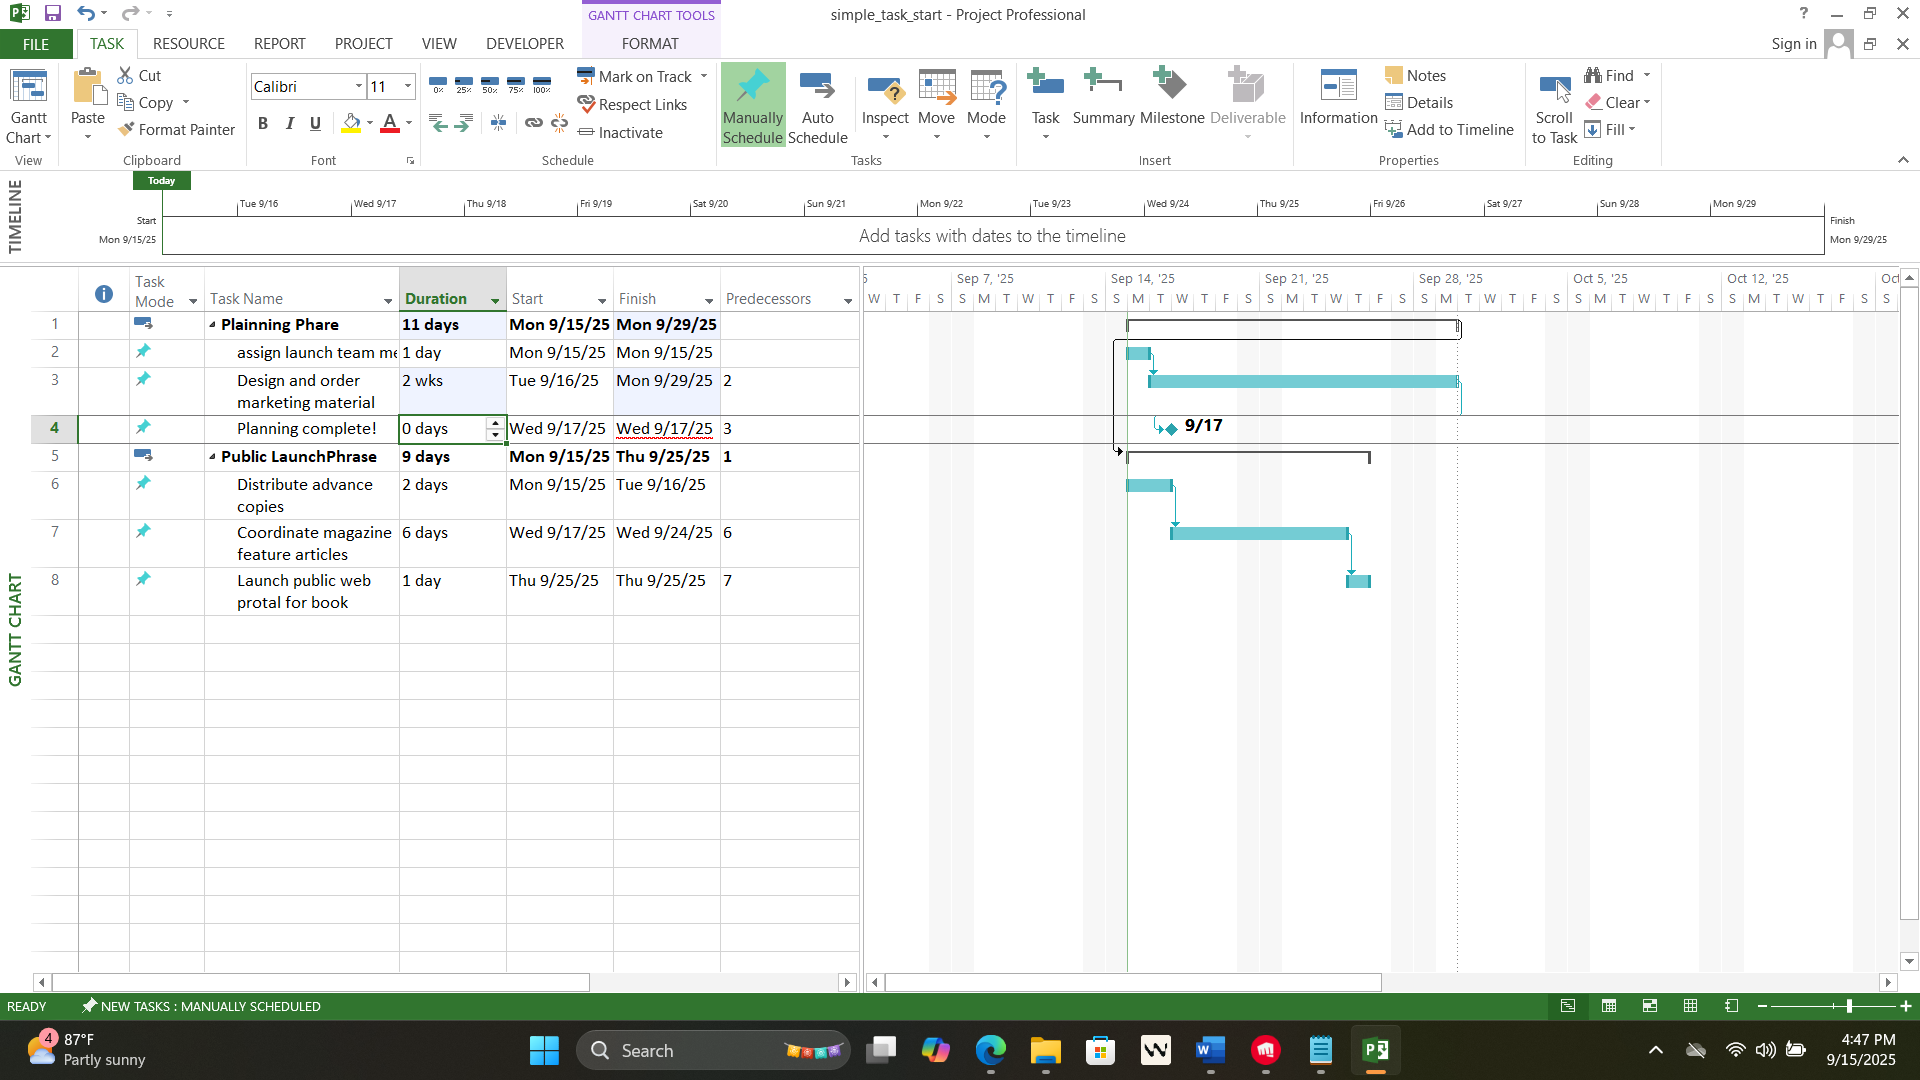 GANTT CHART TOOLS
simple_task_start - Project Professional
FILE TASK RESOURCE REPORT PROJECT VIEW DEVELOPER FORMAT
Sign in
Gantt Chart
View
Paste
Cut
Copy
Format Painter
Clipboard
Calibri 11
B I U A
Font
0% 25% 50% 75% 100%
Mark on Track
Respect Links
Inactivate
Schedule
Manually Schedule
Auto Schedule
Inspect Move Mode
Tasks
Task Summary Milestone Deliverable
Insert
Information
Notes
Details
Add to Timeline
Properties
Scroll to Task
Find
Clear
Fill
Editing
TIMELINE
Today
Start
Mon 9/15/25
Tue 9/16 Wed 9/17 Thu 9/18 Fri 9/19 Sat 9/20 Sun 9/21 Mon 9/22 Tue 9/23 Wed 9/24 Thu 9/25 Fri 9/26 Sat 9/27 Sun 9/28 Mon 9/29
Add tasks with dates to the timeline
Finish
Mon 9/29/25
GANTT CHART
Task Mode Task Name Duration Start Finish Predecessors
1 Plainning Phare 11 days Mon 9/15/25 Mon 9/29/25
2 assign launch team me 1 day Mon 9/15/25 Mon 9/15/25
3 Design and order marketing material 2 wks Tue 9/16/25 Mon 9/29/25 2
4 Planning complete! 0 days Wed 9/17/25 Wed 9/17/25 3
5 Public LaunchPhrase 9 days Mon 9/15/25 Thu 9/25/25 1
6 Distribute advance copies 2 days Mon 9/15/25 Tue 9/16/25
7 Coordinate magazine feature articles 6 days Wed 9/17/25 Wed 9/24/25 6
8 Launch public web protal for book 1 day Thu 9/25/25 Thu 9/25/25 7
5 Sep 7, '25 Sep 14, '25 Sep 21, '25 Sep 28, '25 Oct 5, '25 Oct 12, '25 Oct
W T F S S M T W T F S S M T W T F S S M T W T F S S M T W T F S S M T W T F S S M T W T F S S
9/17
READY NEW TASKS : MANUALLY SCHEDULED
4
87°F
Partly sunny
Search
4:47 PM
9/15/2025